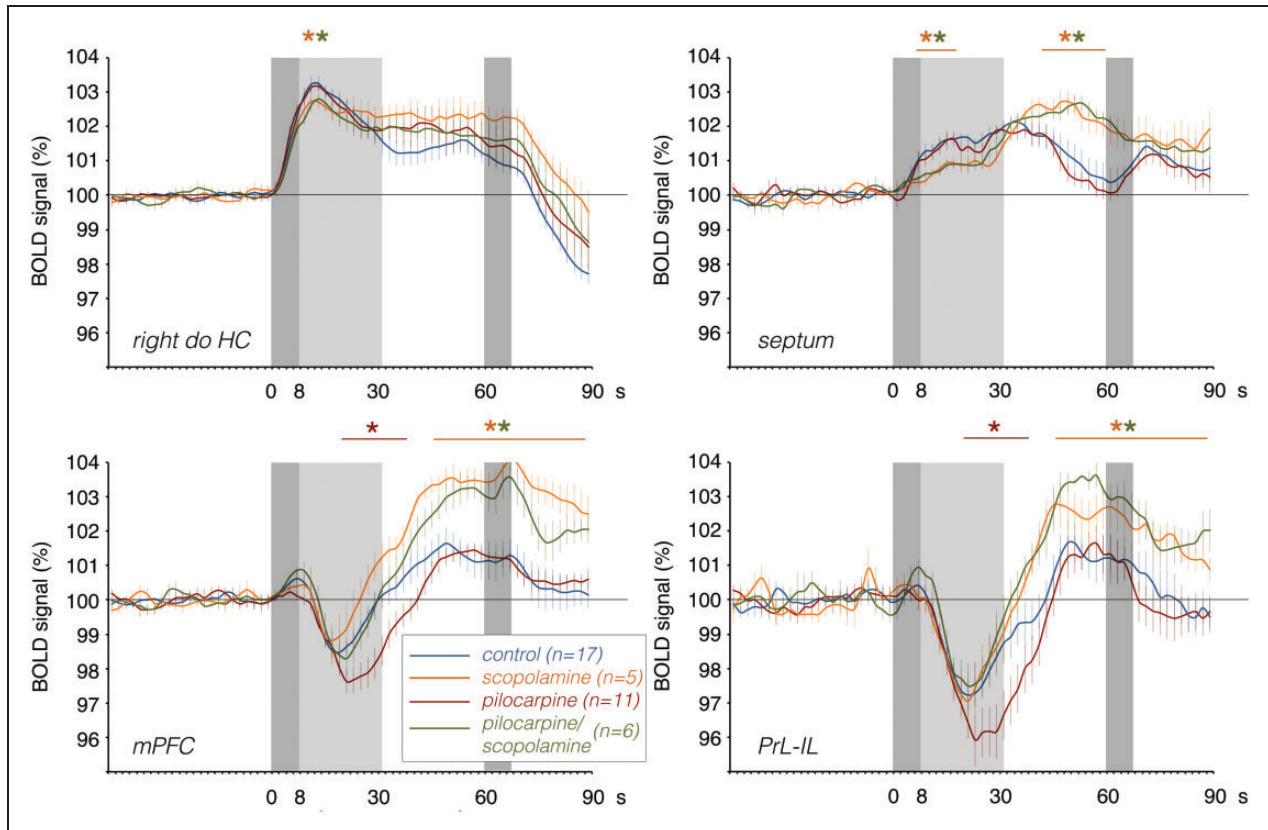 * *
104
103
102
101
100
99
98
97
96
BOLD signal (%)
right do HC
0 8 30 60 90 s
* * * *
104
103
102
101
100
99
98
97
96
BOLD signal (%)
septum
0 8 30 60 90 s
* * *
104
103
102
101
100
99
98
97
96
BOLD signal (%)
mPFC
control (n=17)
scopolamine (n=5)
pilocarpine (n=11)
pilocarpine/ (n=6)
scopolamine
0 8 30 60 90 s
* * *
104
103
102
101
100
99
98
97
96
BOLD signal (%)
PrL-IL
0 8 30 60 90 s